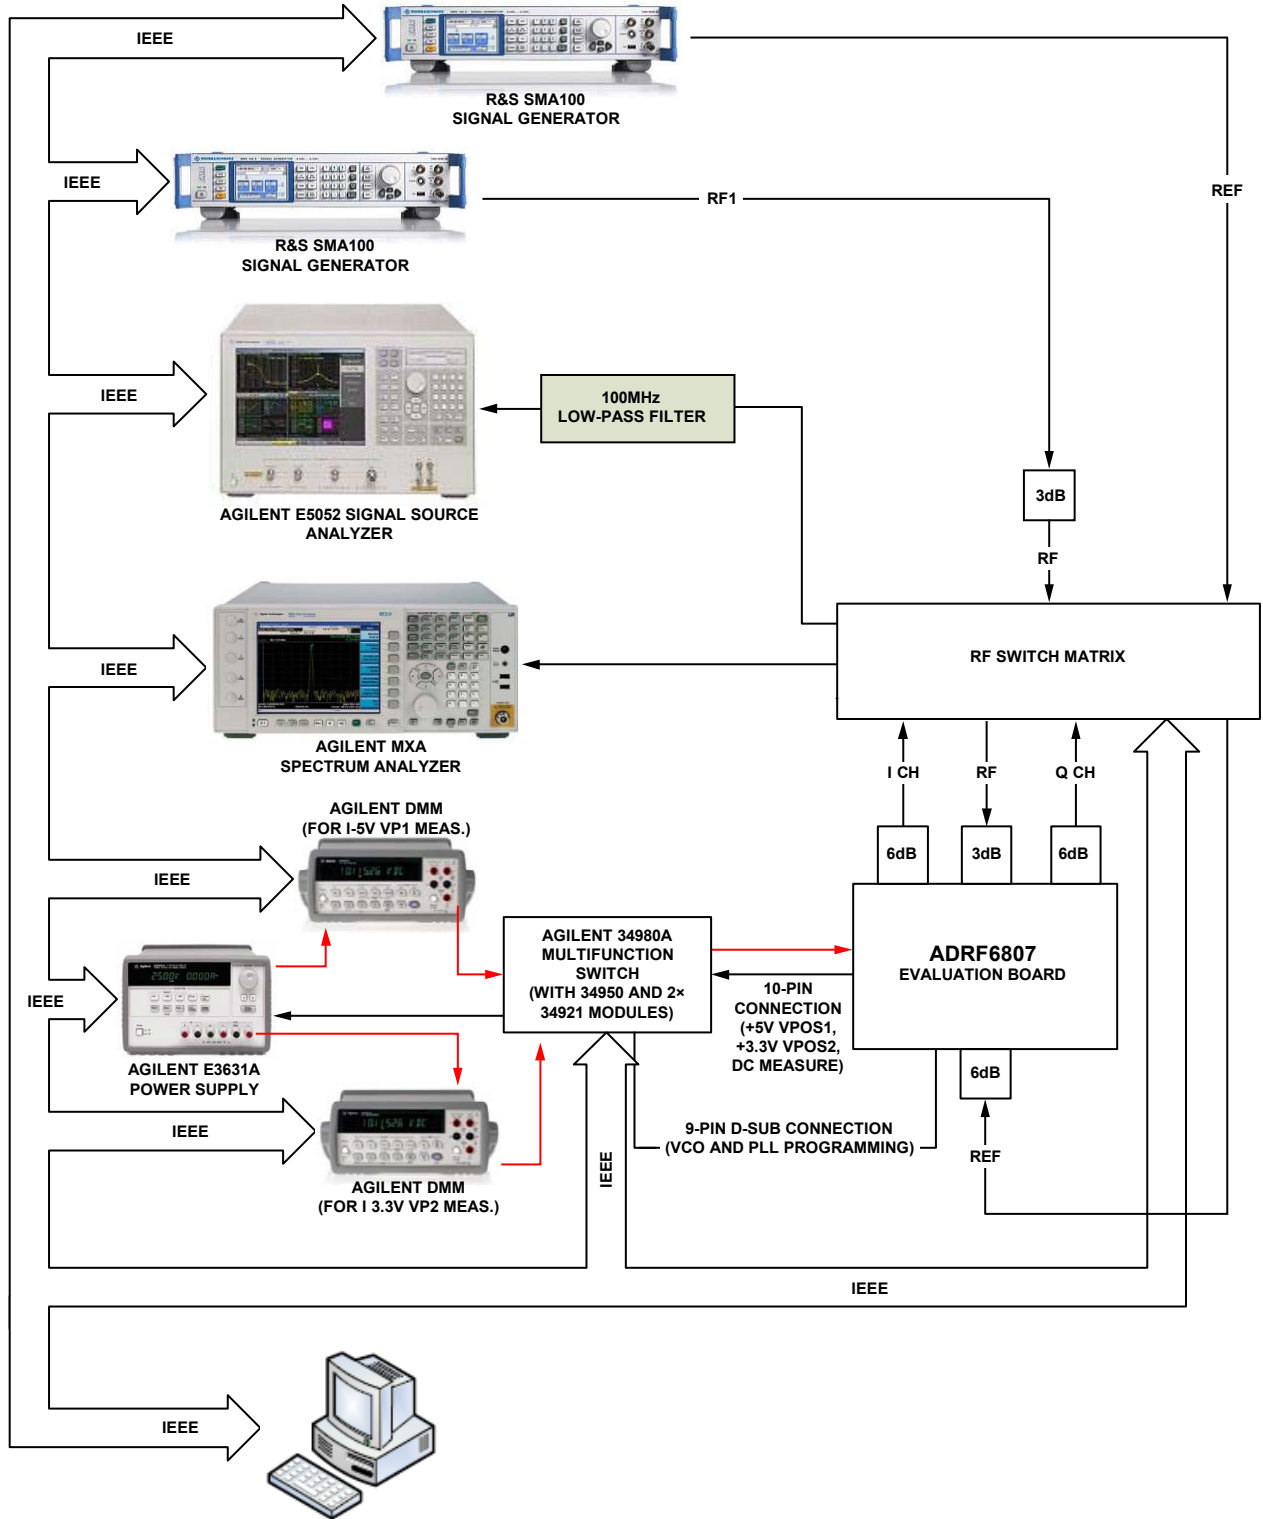 IEEE
R&S SMA100
SIGNAL GENERATOR
IEEE
RF1
REF
R&S SMA100
SIGNAL GENERATOR
IEEE
100MHz
LOW-PASS FILTER
3dB
AGILENT E5052 SIGNAL SOURCE
ANALYZER
RF
IEEE
RF SWITCH MATRIX
AGILENT MXA
SPECTRUM ANALYZER
I CH
RF
Q CH
AGILENT DMM
(FOR I-5V VP1 MEAS.)
6dB
3dB
6dB
IEEE
AGILENT 34980A
MULTIFUNCTION
SWITCH
(WITH 34950 AND 2×
34921 MODULES)
ADRF6807
EVALUATION BOARD
IEEE
10-PIN
CONNECTION
(+5V VPOS1,
+3.3V VPOS2,
DC MEASURE)
AGILENT E3631A
POWER SUPPLY
6dB
IEEE
9-PIN D-SUB CONNECTION
(VCO AND PLL PROGRAMMING)
REF
IEEE
AGILENT DMM
(FOR I 3.3V VP2 MEAS.)
IEEE
IEEE